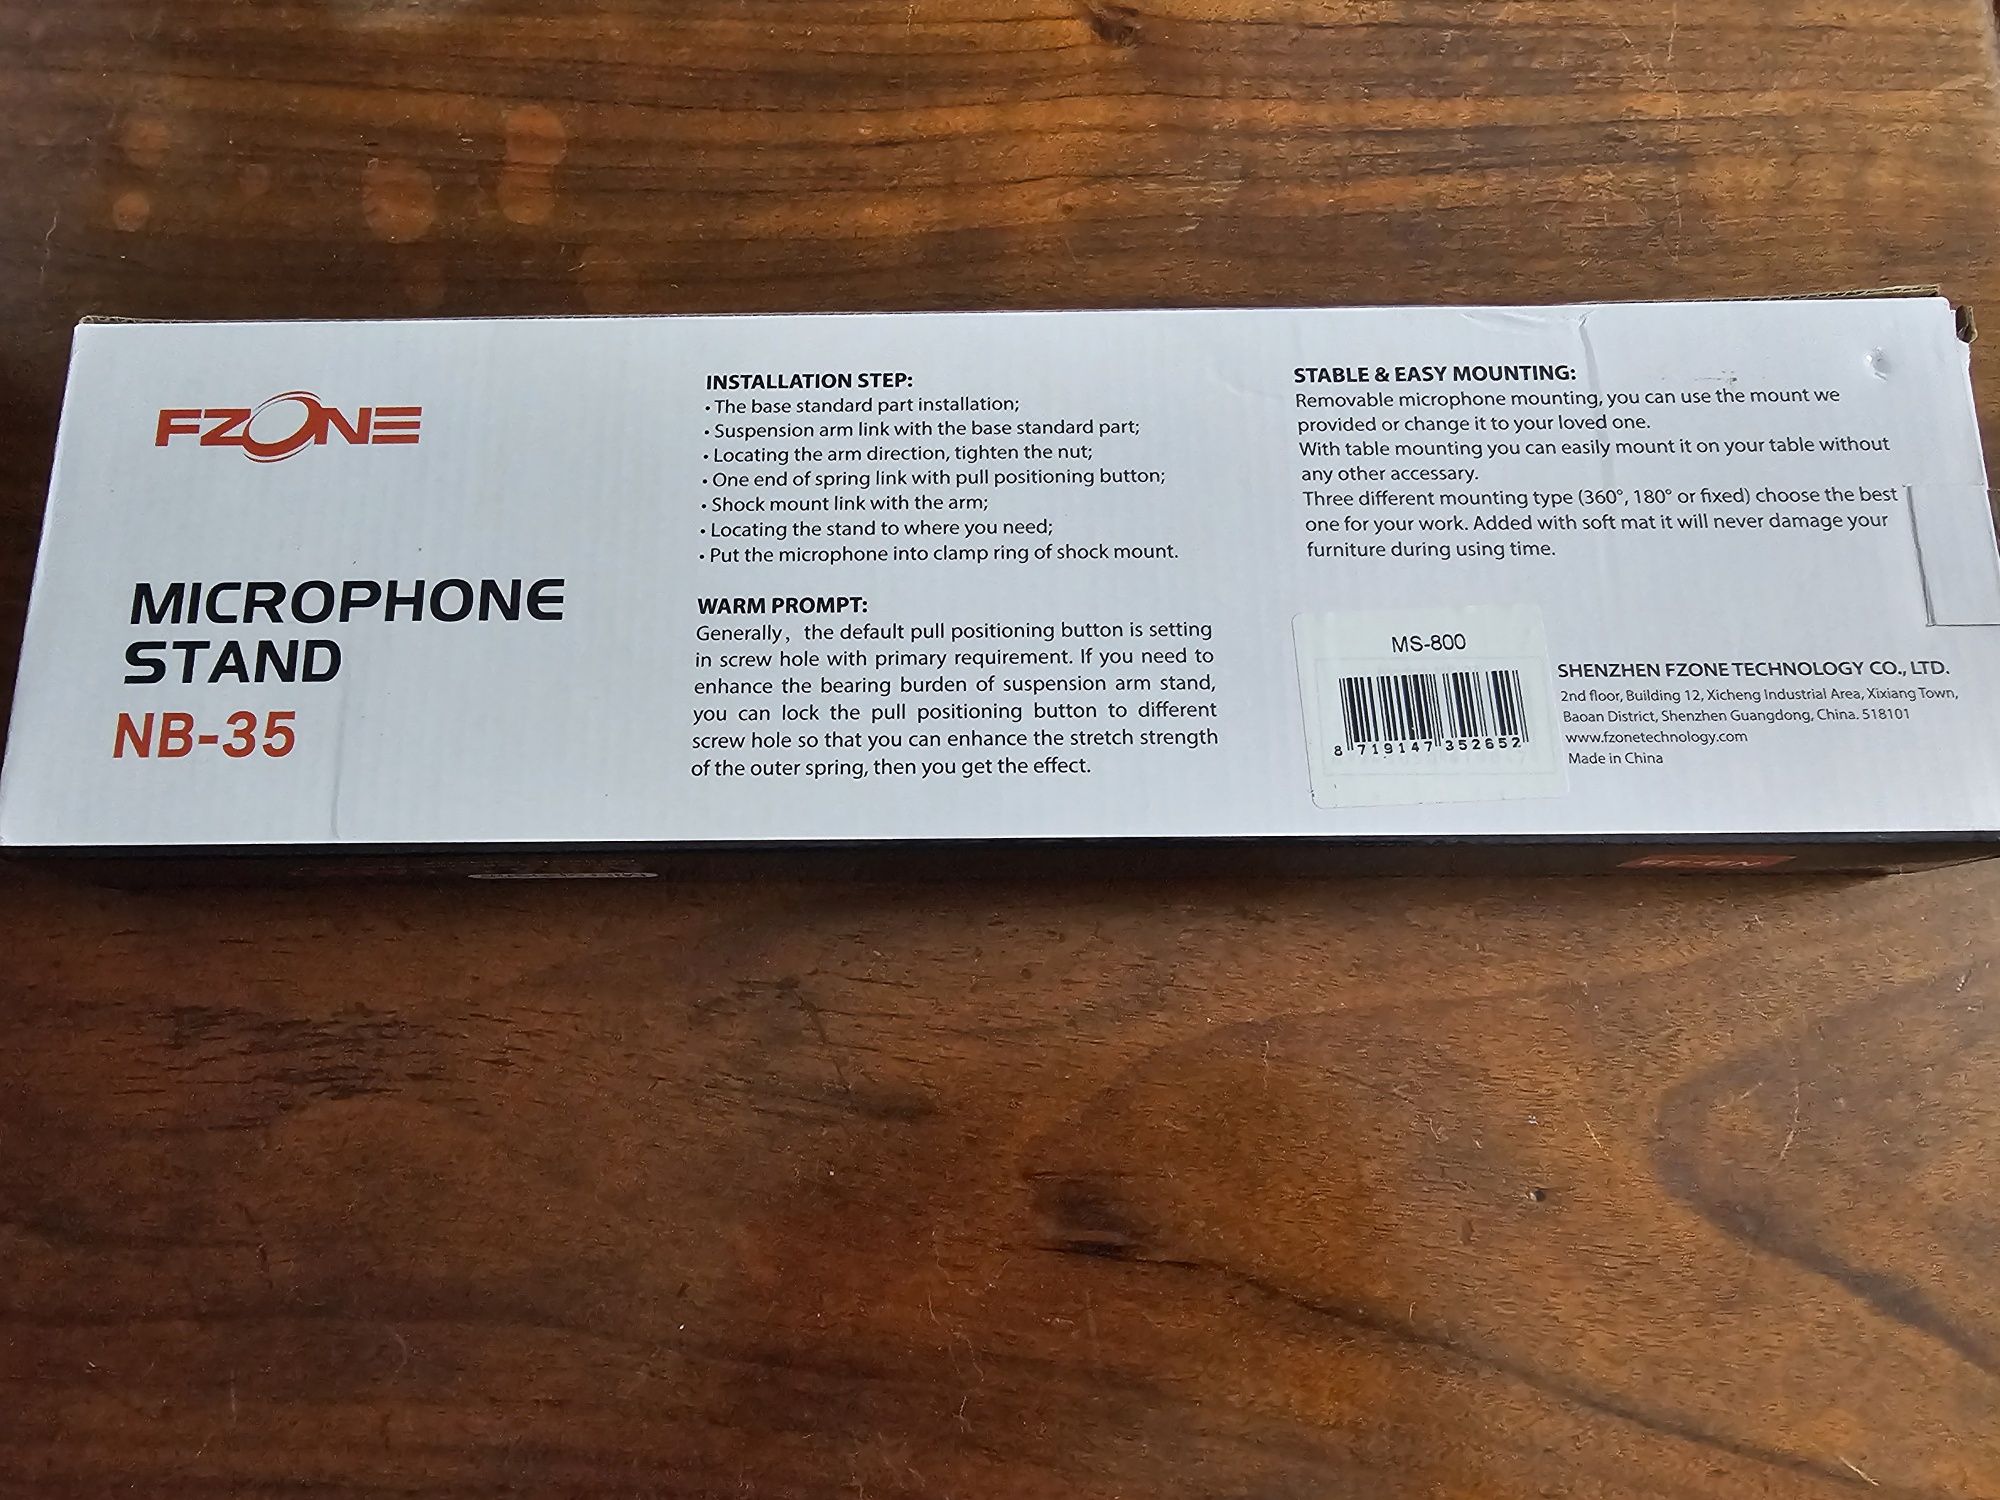 FZONE
MICROPHONE
STAND
NB-35
INSTALLATION STEP:
• The base standard part installation;
• Suspension arm link with the base standard part;
• Locating the arm direction, tighten the nut;
• One end of spring link with pull positioning button;
• Shock mount link with the arm;
• Locating the stand to where you need;
• Put the microphone into clamp ring of shock mount.
WARM PROMPT:
Generally，the default pull positioning button is setting
in screw hole with primary requirement. If you need to
enhance the bearing burden of suspension arm stand,
you can lock the pull positioning button to different
screw hole so that you can enhance the stretch strength
of the outer spring, then you get the effect.
STABLE & EASY MOUNTING:
Removable microphone mounting, you can use the mount we
provided or change it to your loved one.
With table mounting you can easily mount it on your table without
any other accessary.
Three different mounting type (360°, 180° or fixed) choose the best
one for your work. Added with soft mat it will never damage your
furniture during using time.
MS-800
8 719147 352652
SHENZHEN FZONE TECHNOLOGY CO., LTD.
2nd floor, Building 12, Xicheng Industrial Area, Xixiang Town,
Baoan District, Shenzhen Guangdong, China. 518101
www.fzonetechnology.com
Made in China